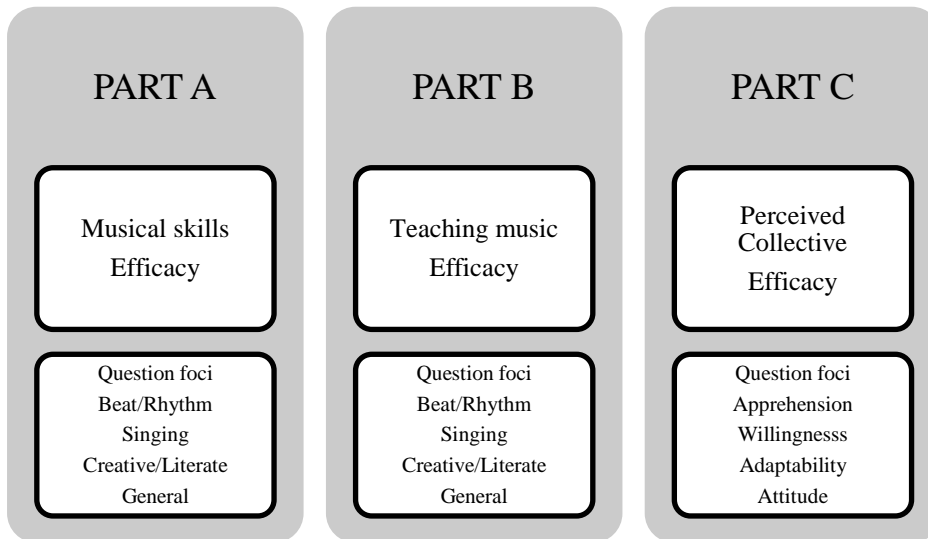 PART A
Musical skills
Efficacy
Question foci
Beat/Rhythm
Singing
Creative/Literate
General
PART B
Teaching music
Efficacy
Question foci
Beat/Rhythm
Singing
Creative/Literate
General
PART C
Perceived
Collective
Efficacy
Question foci
Apprehension
Willingnesss
Adaptability
Attitude